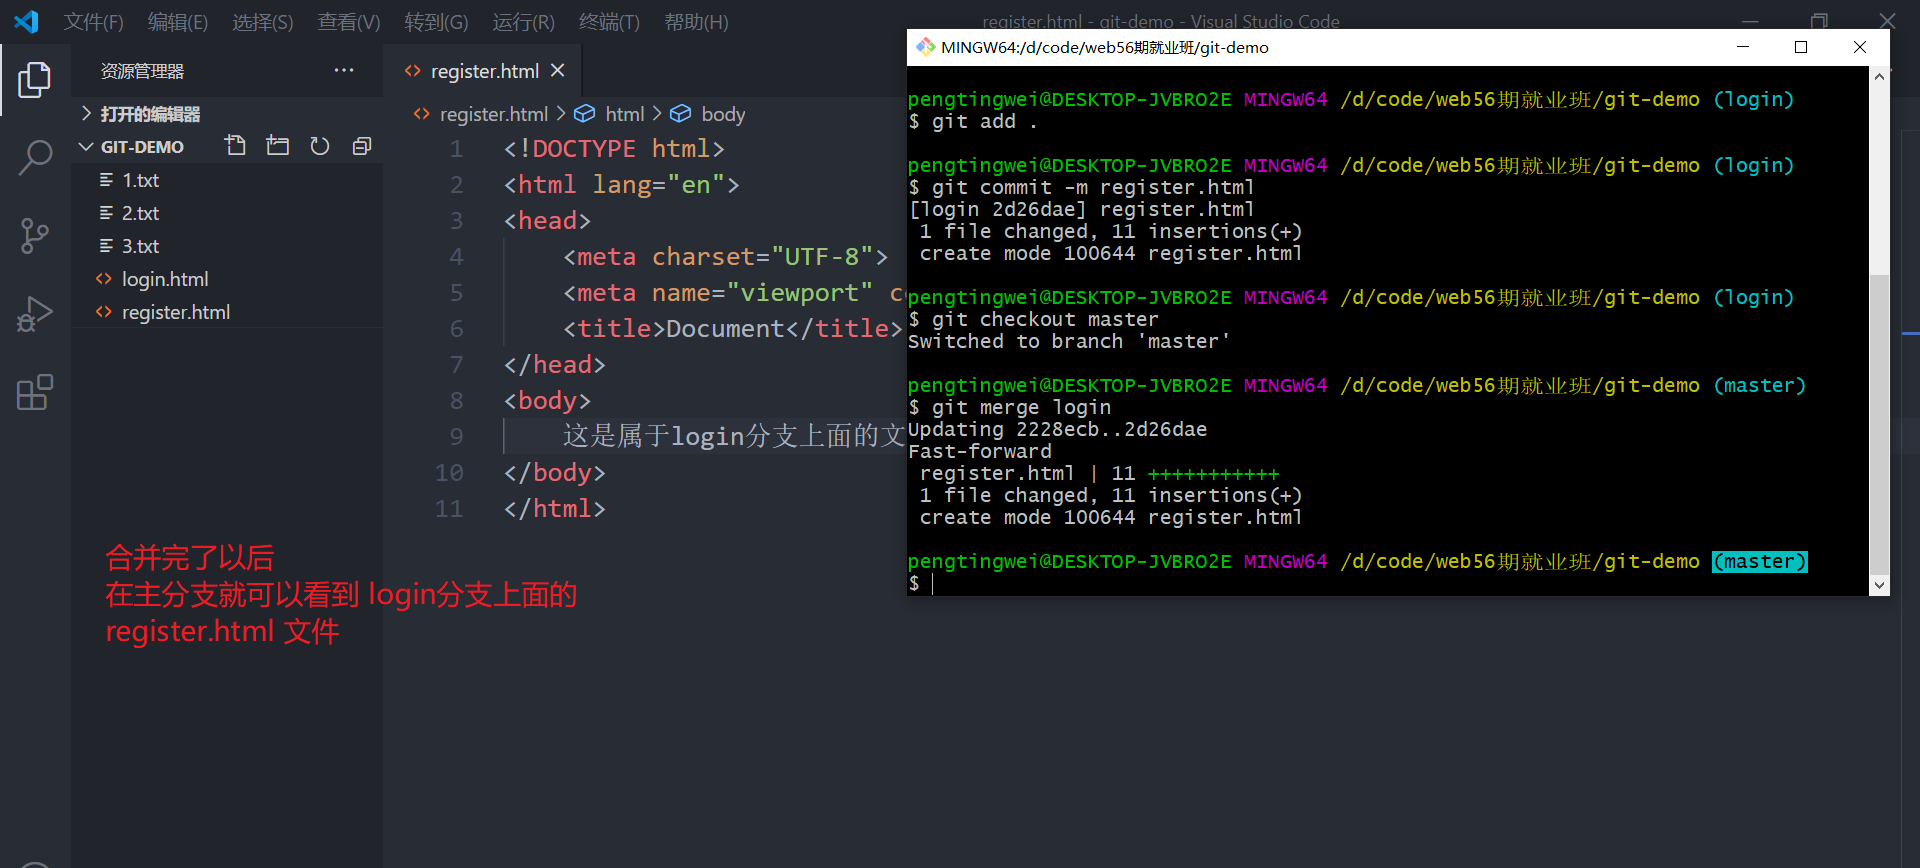 文件(F) 编辑(E) 选择(S) 查看(V) 转到(G) 运行(R) 终端(T) 帮助(H) register.html - git-demo - Visual Studio Code
资源管理器 ···
打开的编辑器
GIT-DEMO
1.txt
2.txt
3.txt
login.html
register.html
register.html
register.html > html > body
1 <!DOCTYPE html>
2 <html lang="en">
3 <head>
4 <meta charset="UTF-8">
5 <meta name="viewport" c
6 <title>Document</title>
7 </head>
8 <body>
9 这是属于login分支上面的文
10 </body>
11 </html>
合并完了以后
在主分支就可以看到 login分支上面的
register.html 文件
MINGW64:/d/code/web56期就业班/git-demo
pengtingwei@DESKTOP-JVBRO2E MINGW64 /d/code/web56期就业班/git-demo (login)
$ git add .
pengtingwei@DESKTOP-JVBRO2E MINGW64 /d/code/web56期就业班/git-demo (login)
$ git commit -m register.html
[login 2d26dae] register.html
1 file changed, 11 insertions(+)
create mode 100644 register.html
pengtingwei@DESKTOP-JVBRO2E MINGW64 /d/code/web56期就业班/git-demo (login)
$ git checkout master
Switched to branch 'master'
pengtingwei@DESKTOP-JVBRO2E MINGW64 /d/code/web56期就业班/git-demo (master)
$ git merge login
Updating 2228ecb..2d26dae
Fast-forward
register.html | 11 +++++++++++
1 file changed, 11 insertions(+)
create mode 100644 register.html
pengtingwei@DESKTOP-JVBRO2E MINGW64 /d/code/web56期就业班/git-demo (master)
$